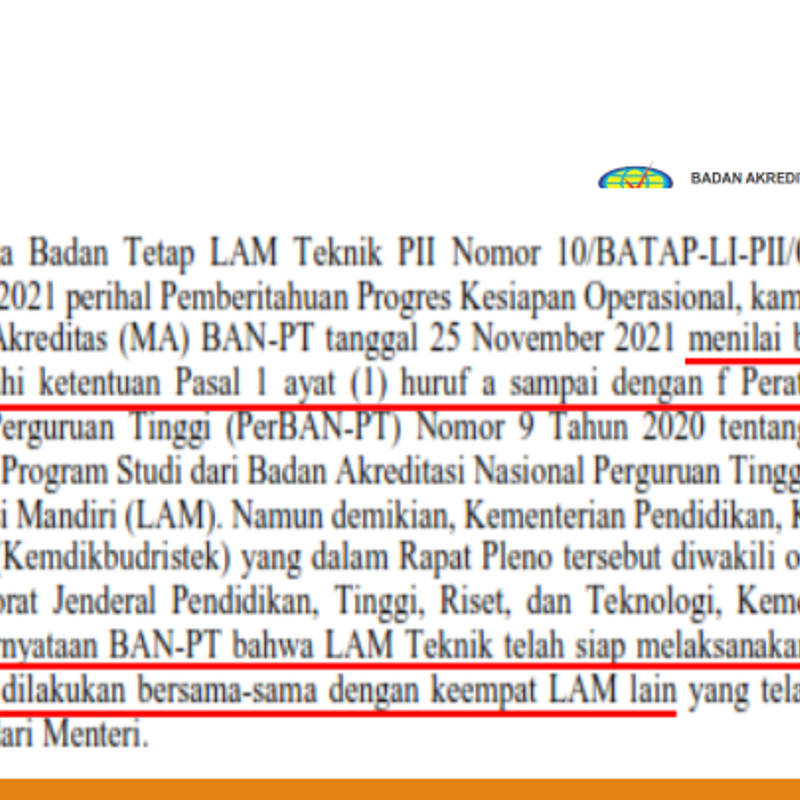 BADAN AKREDIT
a Badan Tetap LAM Teknik PII Nomor 10/BATAP-LI-PII/
2021 perihal Pemberitahuan Progres Kesiapan Operasional, kam
Akreditas (MA) BAN-PT tanggal 25 November 2021 menilai b
hi ketentuan Pasal 1 ayat (1) huruf a sampai dengan f Perat
Perguruan Tinggi (PerBAN-PT) Nomor 9 Tahun 2020 tentang
Program Studi dari Badan Akreditasi Nasional Perguruan Tingg
i Mandiri (LAM). Namun demikian, Kementerian Pendidikan, K
(Kemdikbudristek) yang dalam Rapat Pleno tersebut diwakili o
orat Jenderal Pendidikan, Tinggi, Riset, dan Teknologi, Keme
rnyataan BAN-PT bahwa LAM Teknik telah siap melaksanakan
dilakukan bersama-sama dengan keempat LAM lain yang tela
dari Menteri.